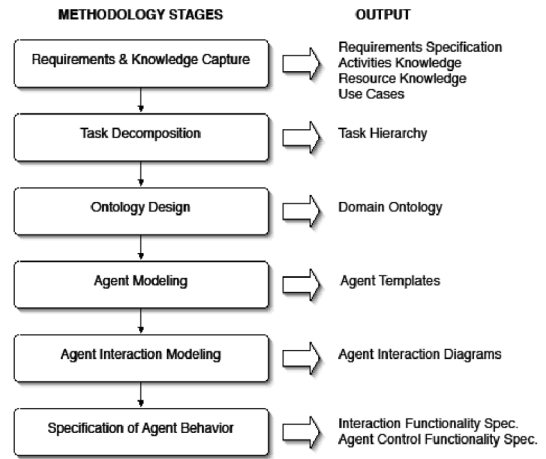 METHODOLOGY STAGES
OUTPUT
Requirements & Knowledge Capture
Requirements Specification
Activities Knowledge
Resource Knowledge
Use Cases
Task Decomposition
Task Hierarchy
Ontology Design
Domain Ontology
Agent Modeling
Agent Templates
Agent Interaction Modeling
Agent Interaction Diagrams
Specification of Agent Behavior
Interaction Functionality Spec.
Agent Control Functionality Spec.